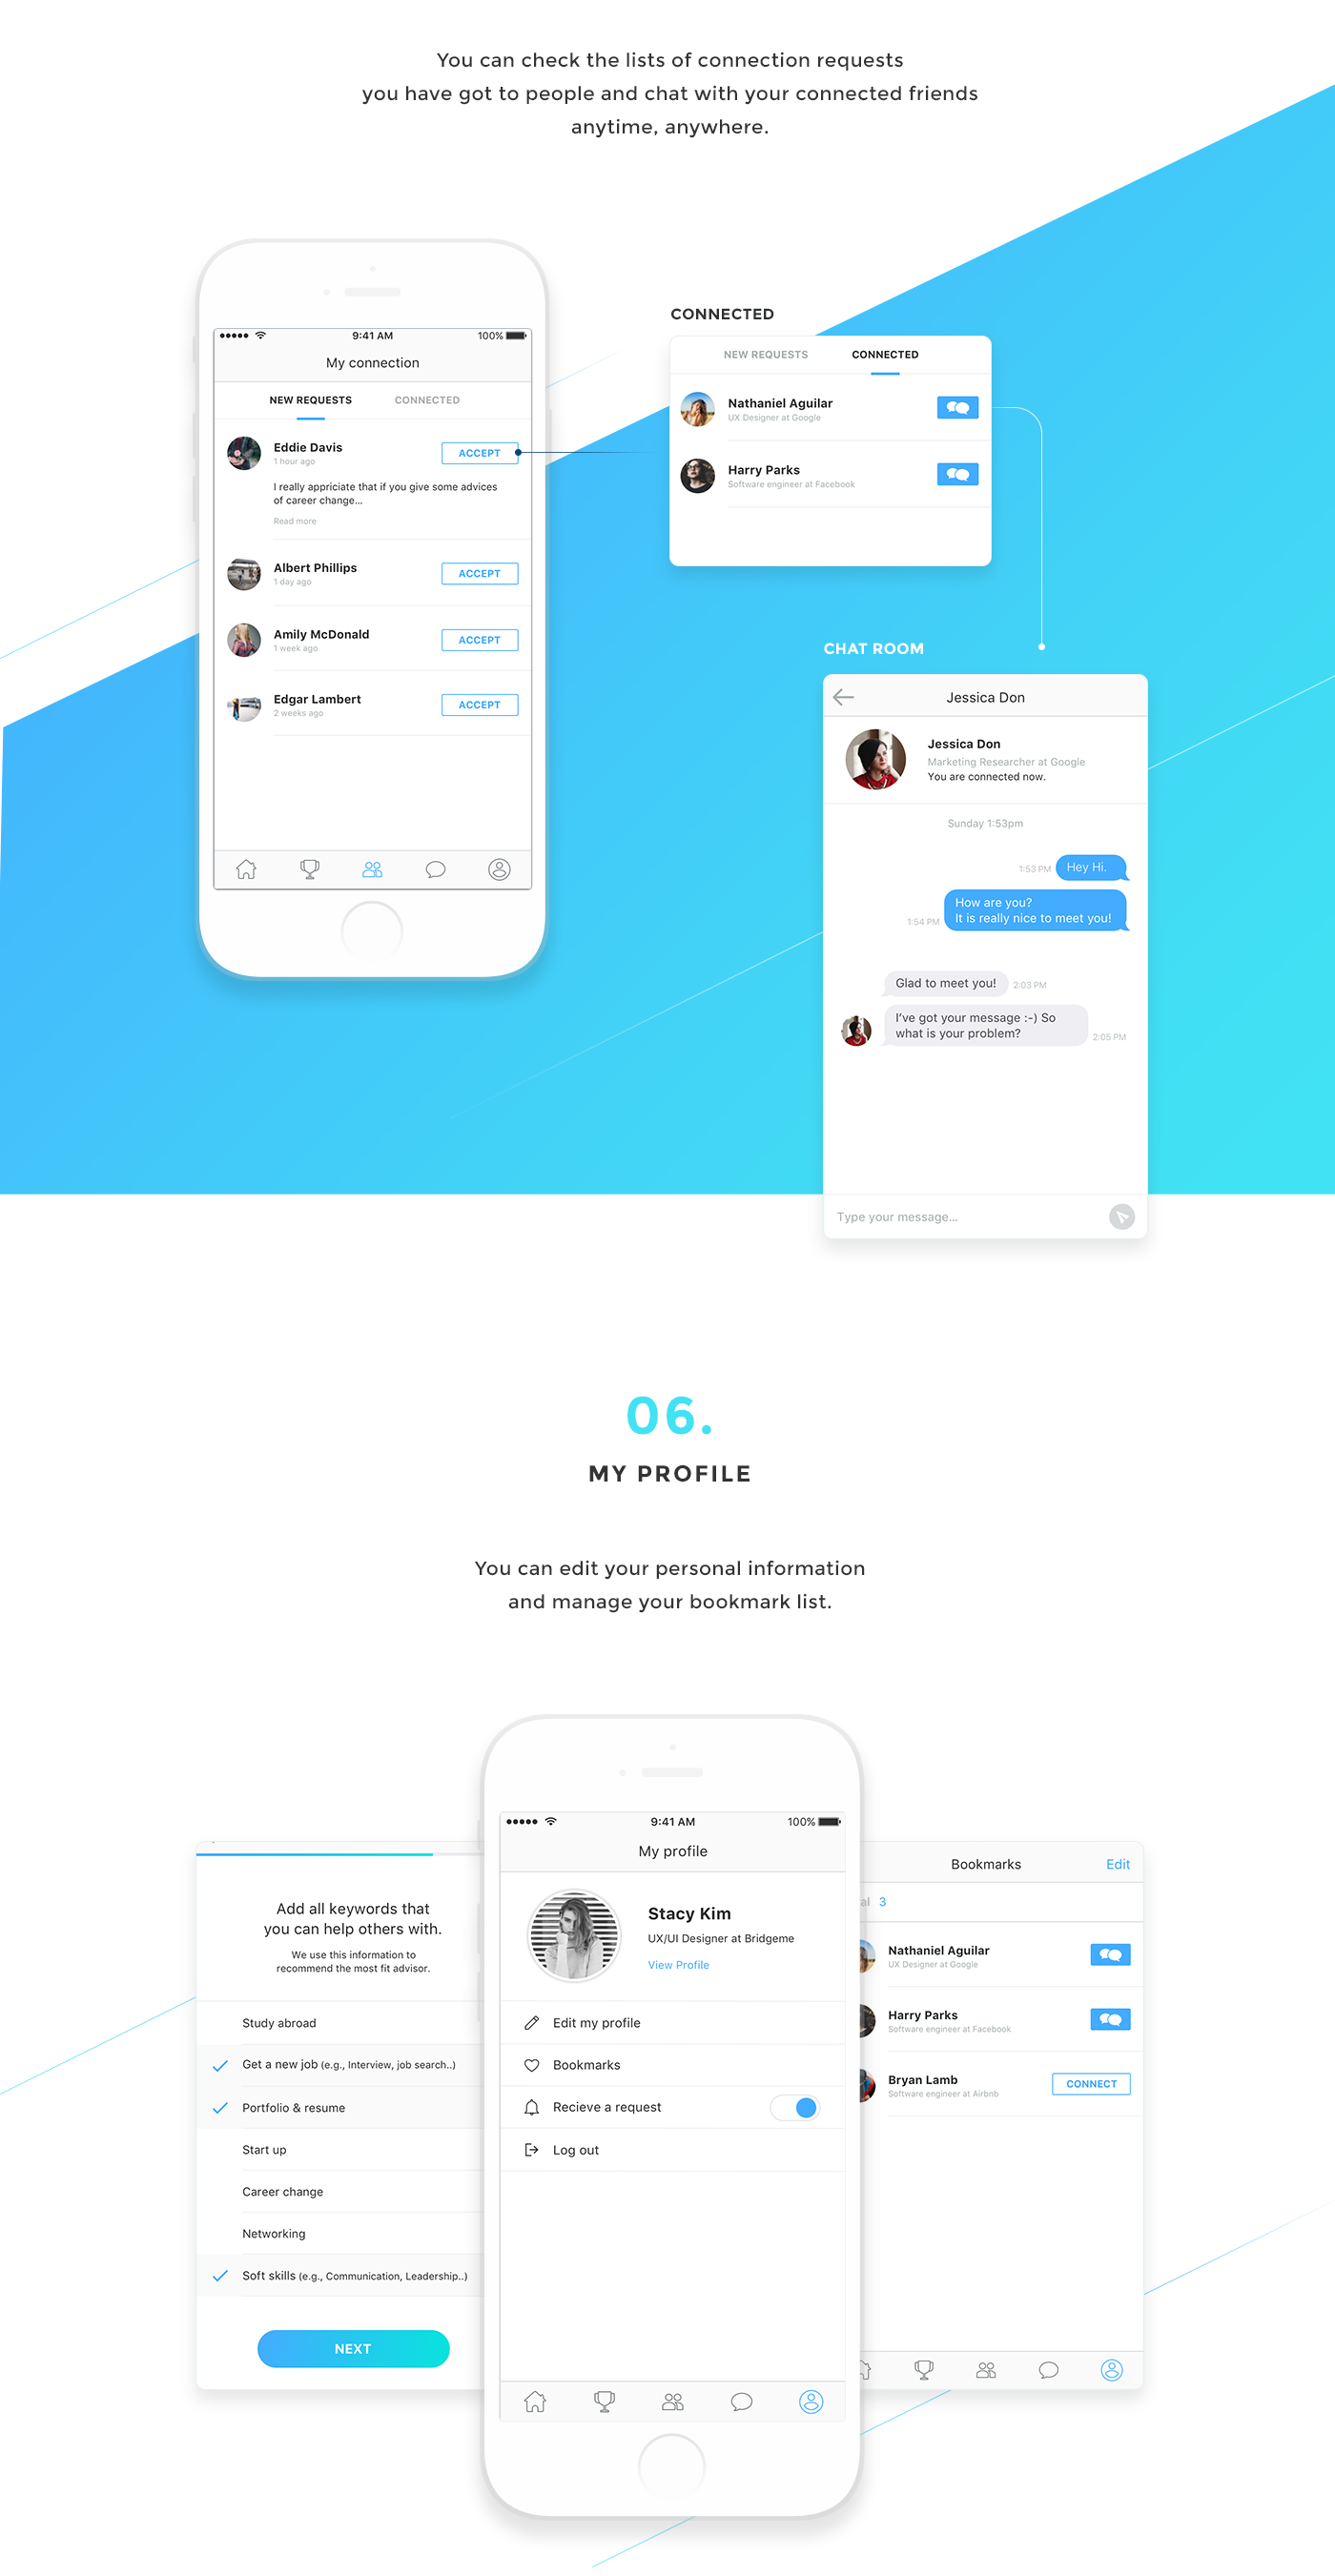 You can check the lists of connection requests
you have got to people and chat with your connected friends
anytime, anywhere.
9:41 AM
100%
My connection
NEW REQUESTS
CONNECTED
Eddie Davis
1 hour ago
ACCEPT
I really appriciate that if you give some advices
of career change...
Read more
Albert Phillips
1 day ago
ACCEPT
Amily McDonald
1 week ago
ACCEPT
Edgar Lambert
2 weeks ago
ACCEPT
CONNECTED
NEW REQUESTS
CONNECTED
Nathaniel Aguilar
UX Designer at Google
Harry Parks
Software engineer at Facebook
CHAT ROOM
Jessica Don
Jessica Don
Marketing Researcher at Google
You are connected now.
Sunday 1:53pm
1:53 PM
Hey Hi.
How are you?
1:54 PM
It is really nice to meet you!
Glad to meet you!
2:03 PM
I've got your message :-) So
what is your problem?
2:05 PM
Type your message...
06.
MY PROFILE
You can edit your personal information
and manage your bookmark list.
Add all keywords that
you can help others with.
We use this information to
recommend the most fit advisor.
Study abroad
Get a new job (e.g., Interview, job search..)
Portfolio & resume
Start up
Career change
Networking
Soft skills (e.g., Communication, Leadership..)
NEXT
9:41 AM
100%
My profile
Stacy Kim
UX/UI Designer at Bridgeme
View Profile
Edit my profile
Bookmarks
Recieve a request
Log out
Bookmarks
Edit
al 3
Nathaniel Aguilar
UX Designer at Google
Harry Parks
Software engineer at Facebook
Bryan Lamb
Software engineer at Airbnb
CONNECT